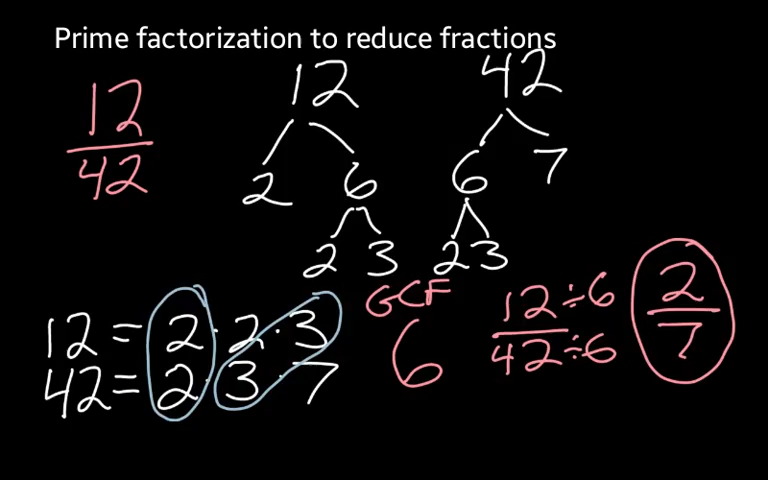 Prime factorization to reduce fractions
12
42
12
2 6
2 3
42
6 7
2 3
12 = 2 · 2 · 3
42 = 2 · 3 · 7
GCF
6
12 ÷ 6
42 ÷ 6
2
7